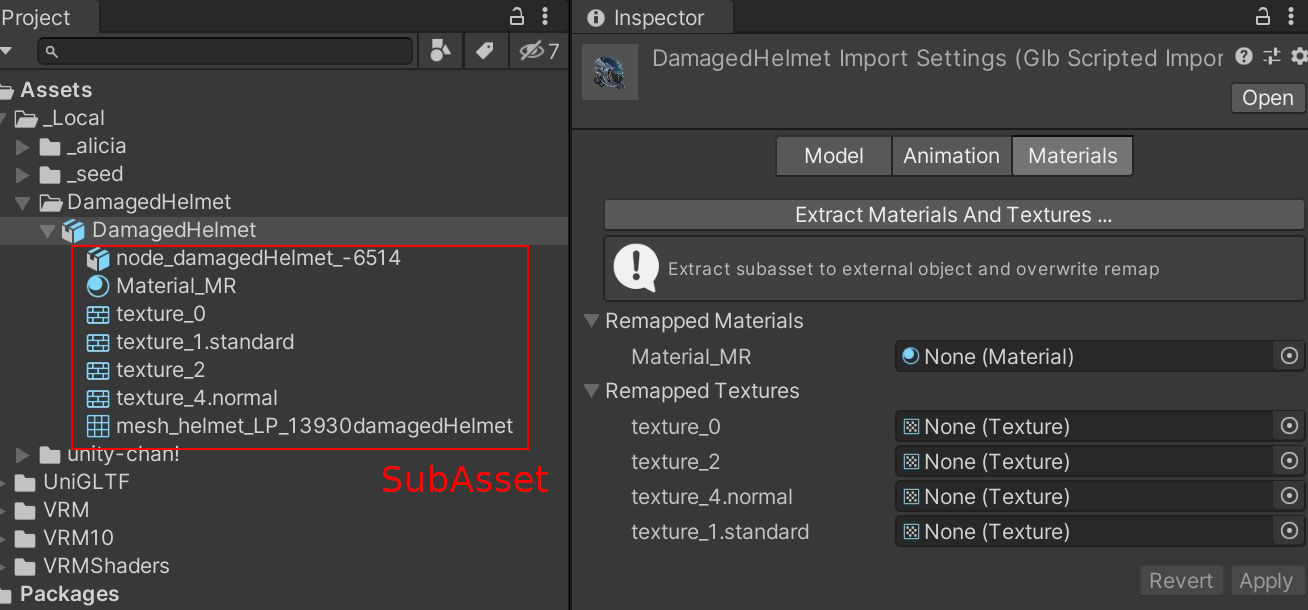 Project
7
Assets
_Local
_alicia
_seed
DamagedHelmet
DamagedHelmet
node_damagedHelmet_-6514
Material_MR
texture_0
texture_1.standard
texture_2
texture_4.normal
mesh_helmet_LP_13930damagedHelmet
unity-chan!
SubAsset
UniGLTF
VRM
VRM10
VRMShaders
Packages
Inspector
DamagedHelmet Import Settings (Glb Scripted Impor
Open
Model Animation Materials
Extract Materials And Textures ...
Extract subasset to external object and overwrite remap
Remapped Materials
Material_MR None (Material)
Remapped Textures
texture_0 None (Texture)
texture_2 None (Texture)
texture_4.normal None (Texture)
texture_1.standard None (Texture)
Revert Apply